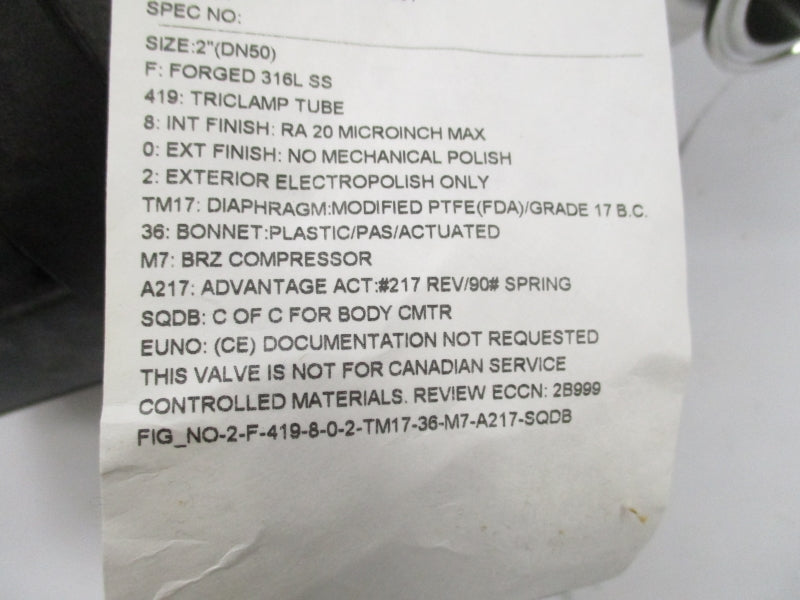 SPEC NO:
SIZE:2"(DN50)
F: FORGED 316L SS
419: TRICLAMP TUBE
8: INT FINISH: RA 20 MICROINCH MAX
0: EXT FINISH: NO MECHANICAL POLISH
2: EXTERIOR ELECTROPOLISH ONLY
TM17: DIAPHRAGM:MODIFIED PTFE(FDA)/GRADE 17 B.C.
36: BONNET:PLASTIC/PAS/ACTUATED
M7: BRZ COMPRESSOR
A217: ADVANTAGE ACT:#217 REV/90# SPRING
SQDB: C OF C FOR BODY CMTR
EUNO: (CE) DOCUMENTATION NOT REQUESTED
THIS VALVE IS NOT FOR CANADIAN SERVICE
CONTROLLED MATERIALS. REVIEW ECCN: 2B999
FIG_NO-2-F-419-8-0-2-TM17-36-M7-A217-SQDB